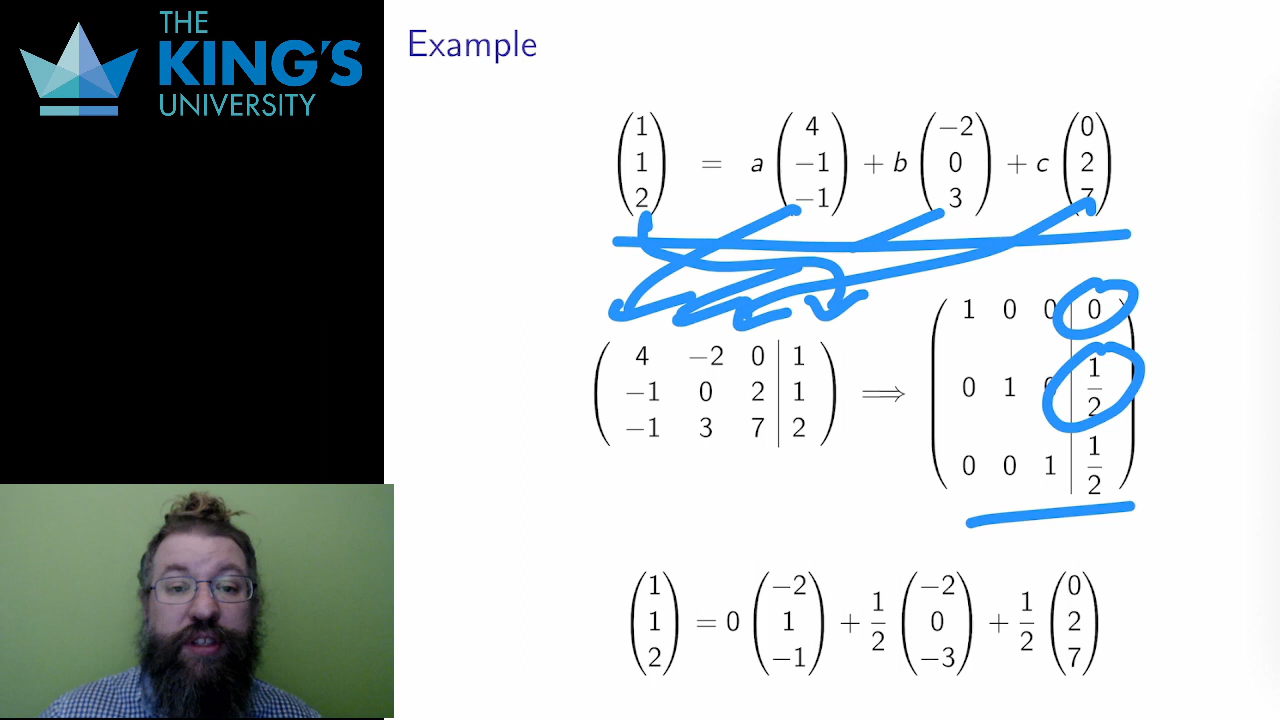 THE
KING'S
UNIVERSITY
Example
(1 1 2) = a (4 −1 −1) + b (−2 0 3) + c (0 2 7)
(4 −2 0 | 1
−1 0 2 | 1
−1 3 7 | 2)
⟹
(1 0 0 | 0
0 1 0 | 1/2
0 0 1 | 1/2)
(1 1 2) = 0 (−2 1 −1) + 1/2 (−2 0 −3) + 1/2 (0 2 7)